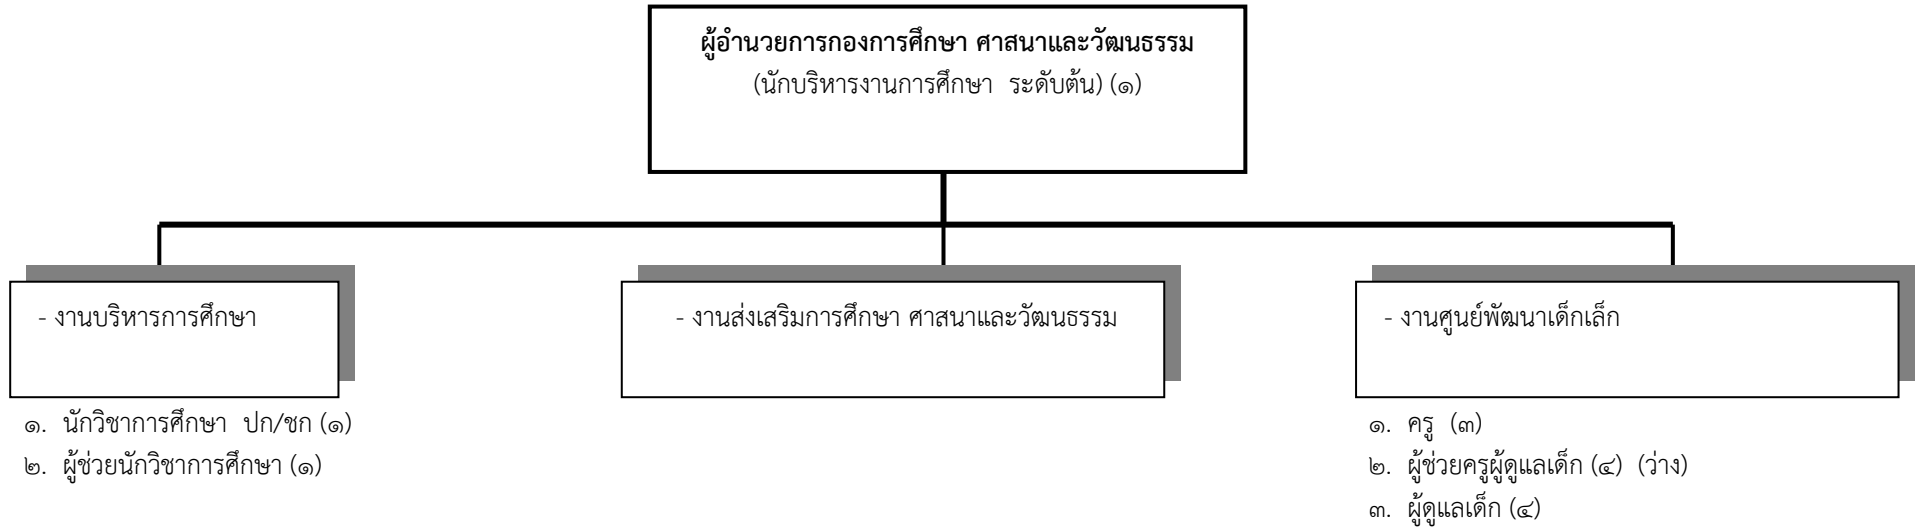 ผู้อำนวยการกองการศึกษา ศาสนาและวัฒนธรรม
(นักบริหารงานการศึกษา ระดับต้น) (๑)
- งานบริหารการศึกษา
- งานส่งเสริมการศึกษา ศาสนาและวัฒนธรรม
- งานศูนย์พัฒนาเด็กเล็ก
๑. นักวิชาการศึกษา ปก/ชก (๑)
๒. ผู้ช่วยนักวิชาการศึกษา (๑)
๑. ครู (๓)
๒. ผู้ช่วยครูผู้ดูแลเด็ก (๔) (ว่าง)
๓. ผู้ดูแลเด็ก (๔)